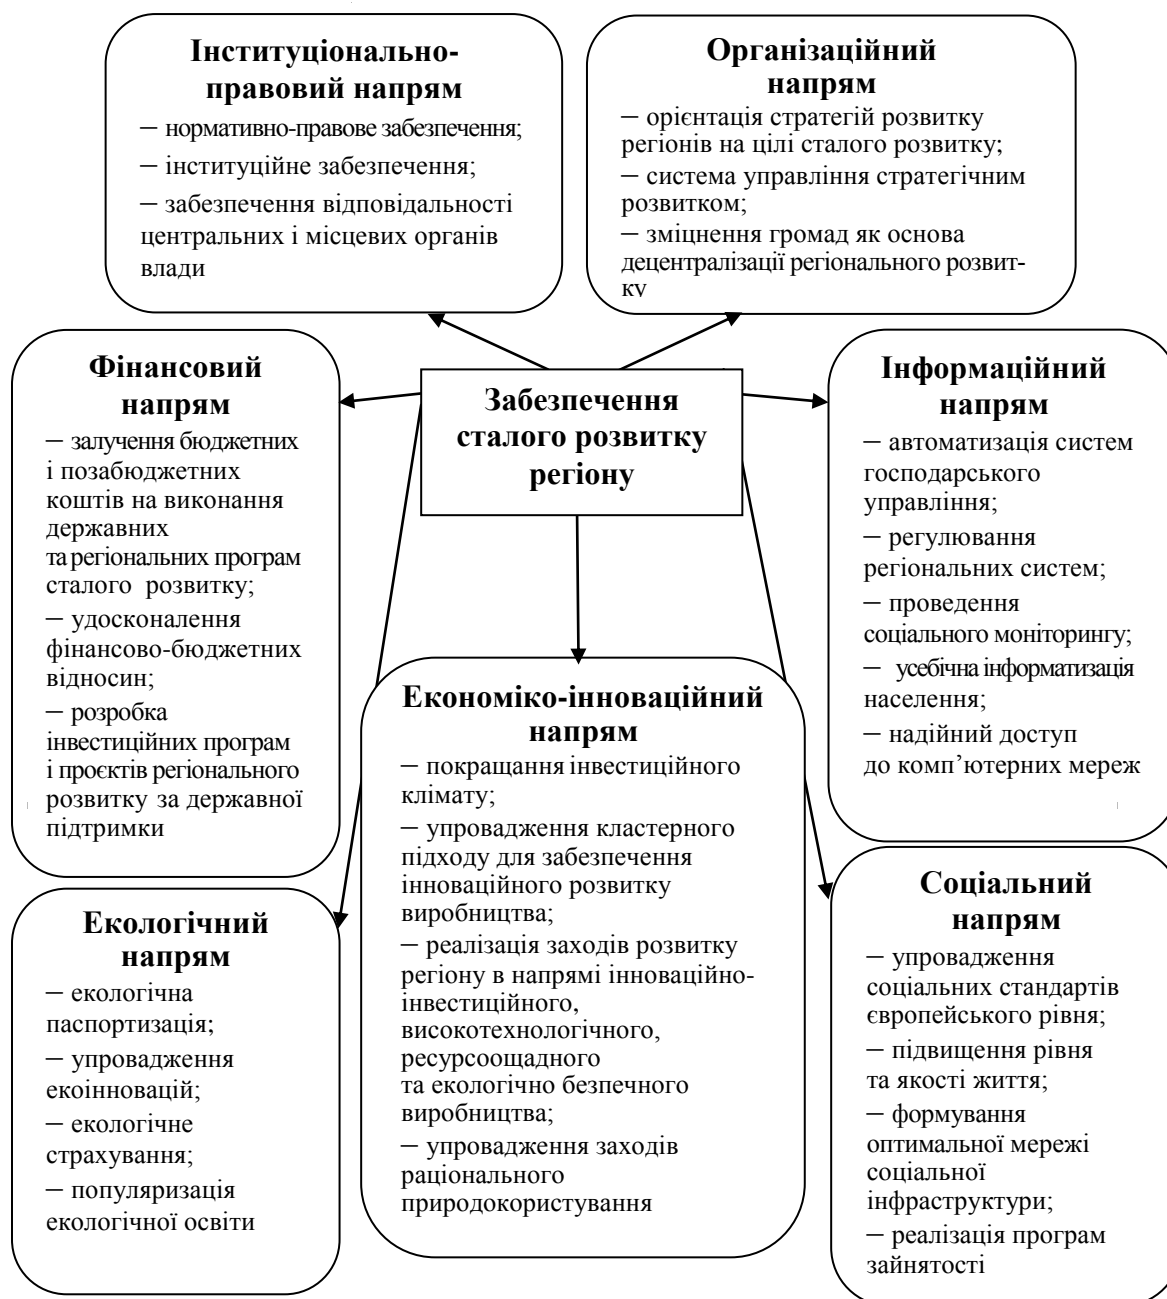 Інституціонально-
правовий напрям
– нормативно-правове забезпечення;
– інституційне забезпечення;
– забезпечення відповідальності
центральних і місцевих органів
влади
Організаційний
напрям
– орієнтація стратегій розвитку
регіонів на цілі сталого розвитку;
– система управління стратегічним
розвитком;
– зміцнення громад як основа
децентралізації регіонального розвит-
ку
Фінансовий
напрям
– залучення бюджетних
і позабюджетних
коштів на виконання
державних
та регіональних програм
сталого розвитку;
– удосконалення
фінансово-бюджетних
відносин;
– розробка
інвестиційних програм
і проєктів регіонального
розвитку за державної
підтримки
Забезпечення
сталого розвитку
регіону
Інформаційний
напрям
– автоматизація систем
господарського
управління;
– регулювання
регіональних систем;
– проведення
соціального моніторингу;
– усебічна інформатизація
населення;
– надійний доступ
до комп’ютерних мереж
Економіко-інноваційний
напрям
– покращання інвестиційного
клімату;
– упровадження кластерного
підходу для забезпечення
інноваційного розвитку
виробництва;
– реалізація заходів розвитку
регіону в напрямі інноваційно-
інвестиційного,
високотехнологічного,
ресурсоощадного
та екологічно безпечного
виробництва;
– упровадження заходів
раціонального
природокористування
Екологічний
напрям
– екологічна
паспортизація;
– упровадження
екоінновацій;
– екологічне
страхування;
– популяризація
екологічної освіти
Соціальний
напрям
– упровадження
соціальних стандартів
європейського рівня;
– підвищення рівня
та якості життя;
– формування
оптимальної мережі
соціальної
інфраструктури;
– реалізація програм
зайнятості